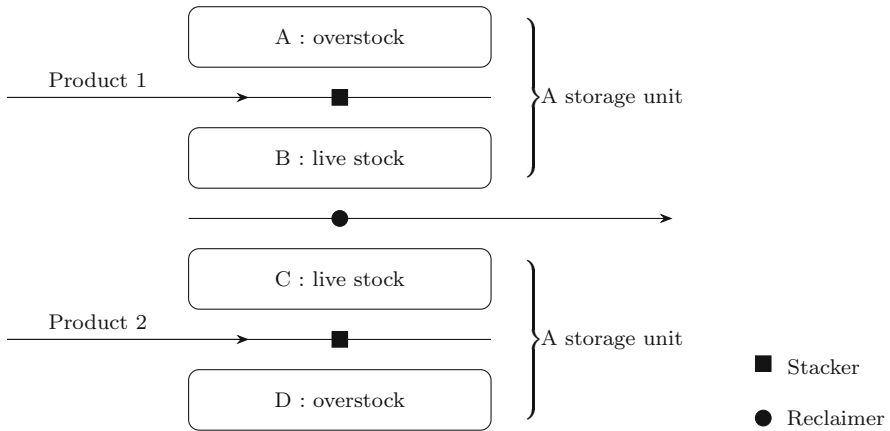 A : overstock
Product 1
A storage unit
B : live stock
C : live stock
Product 2
A storage unit
Stacker
D : overstock
Reclaimer